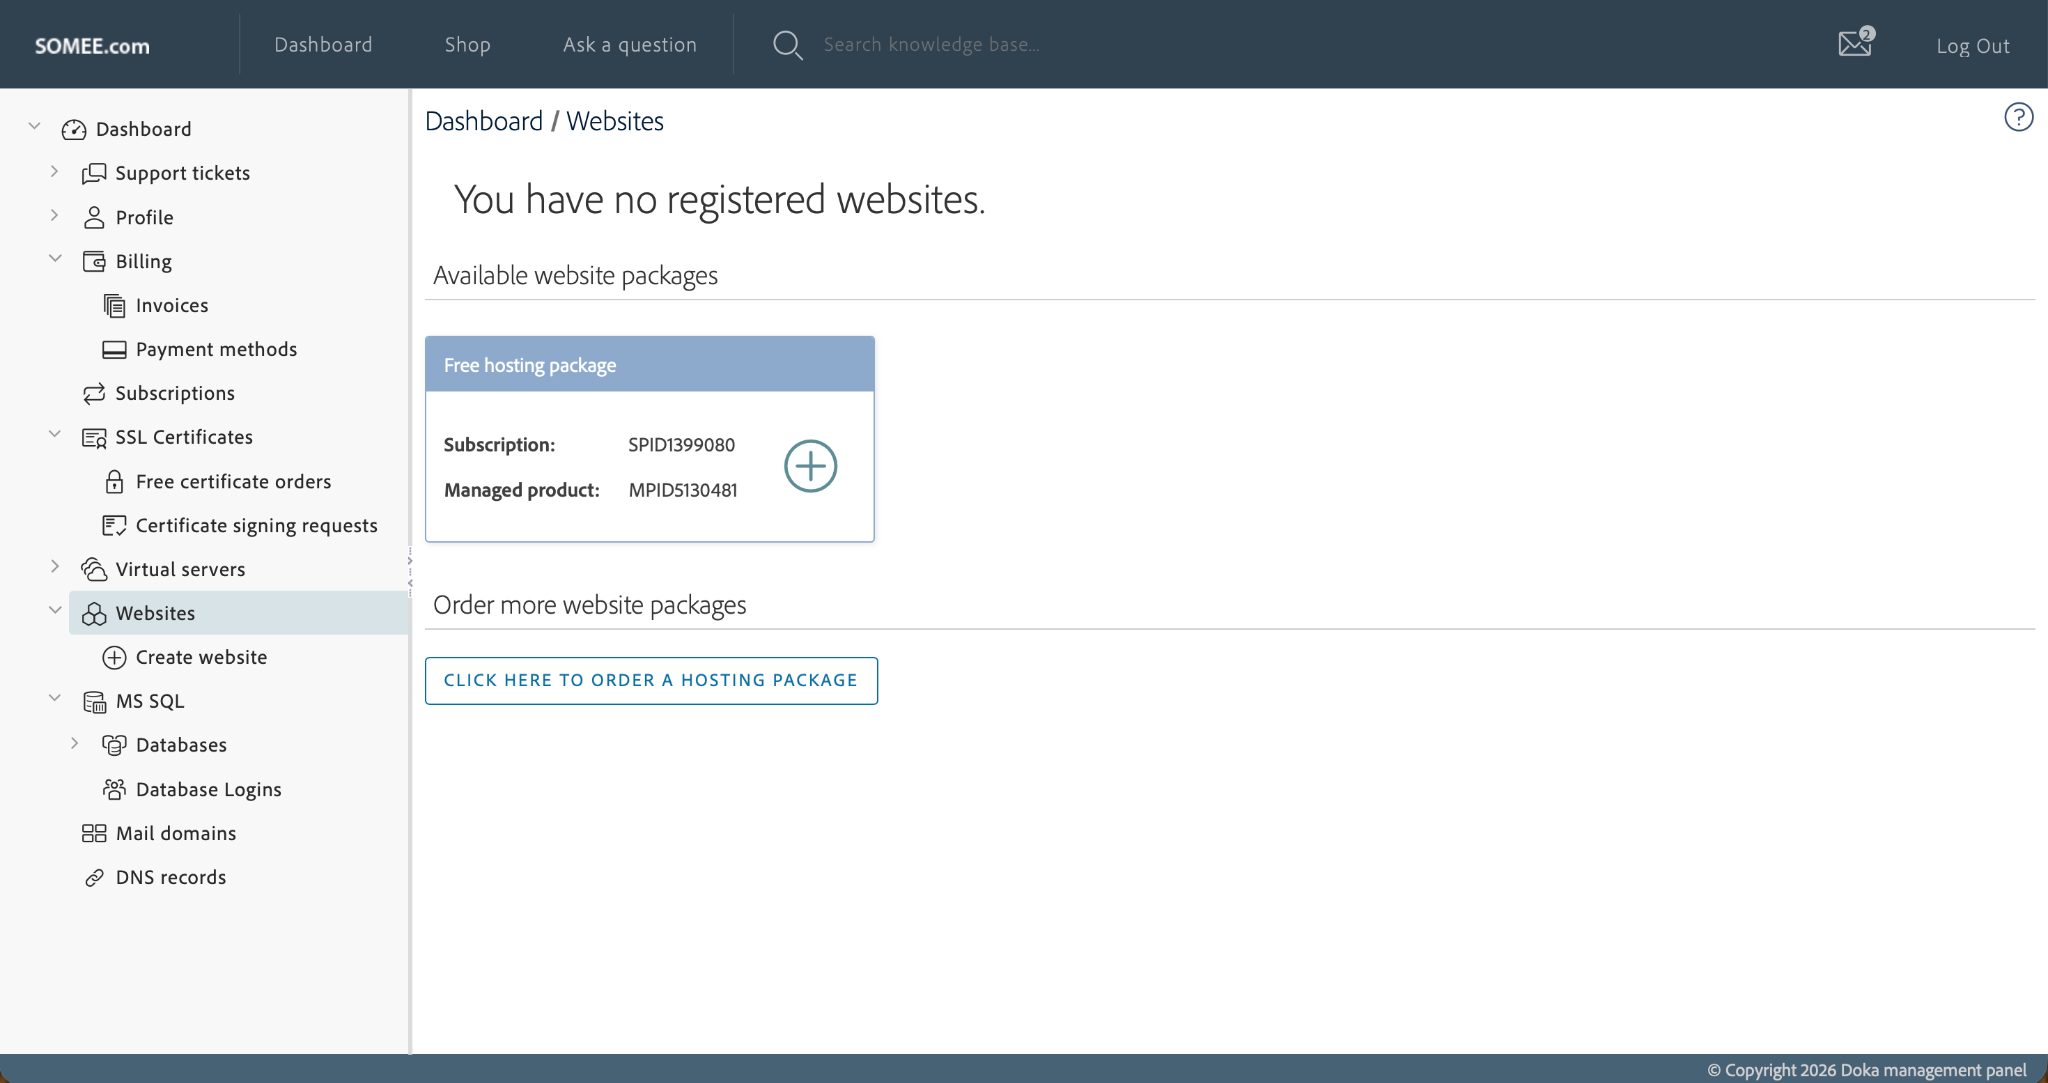 SOMEE.com
Dashboard
Shop
Ask a question
Search knowledge base...
2
Log Out
Dashboard
Support tickets
Profile
Billing
Invoices
Payment methods
Subscriptions
SSL Certificates
Free certificate orders
Certificate signing requests
Virtual servers
Websites
Create website
MS SQL
Databases
Database Logins
Mail domains
DNS records
Dashboard / Websites
?
You have no registered websites.
Available website packages
Free hosting package
Subscription: SPID1399080
Managed product: MPID5130481
Order more website packages
CLICK HERE TO ORDER A HOSTING PACKAGE
© Copyright 2026 Doka management panel